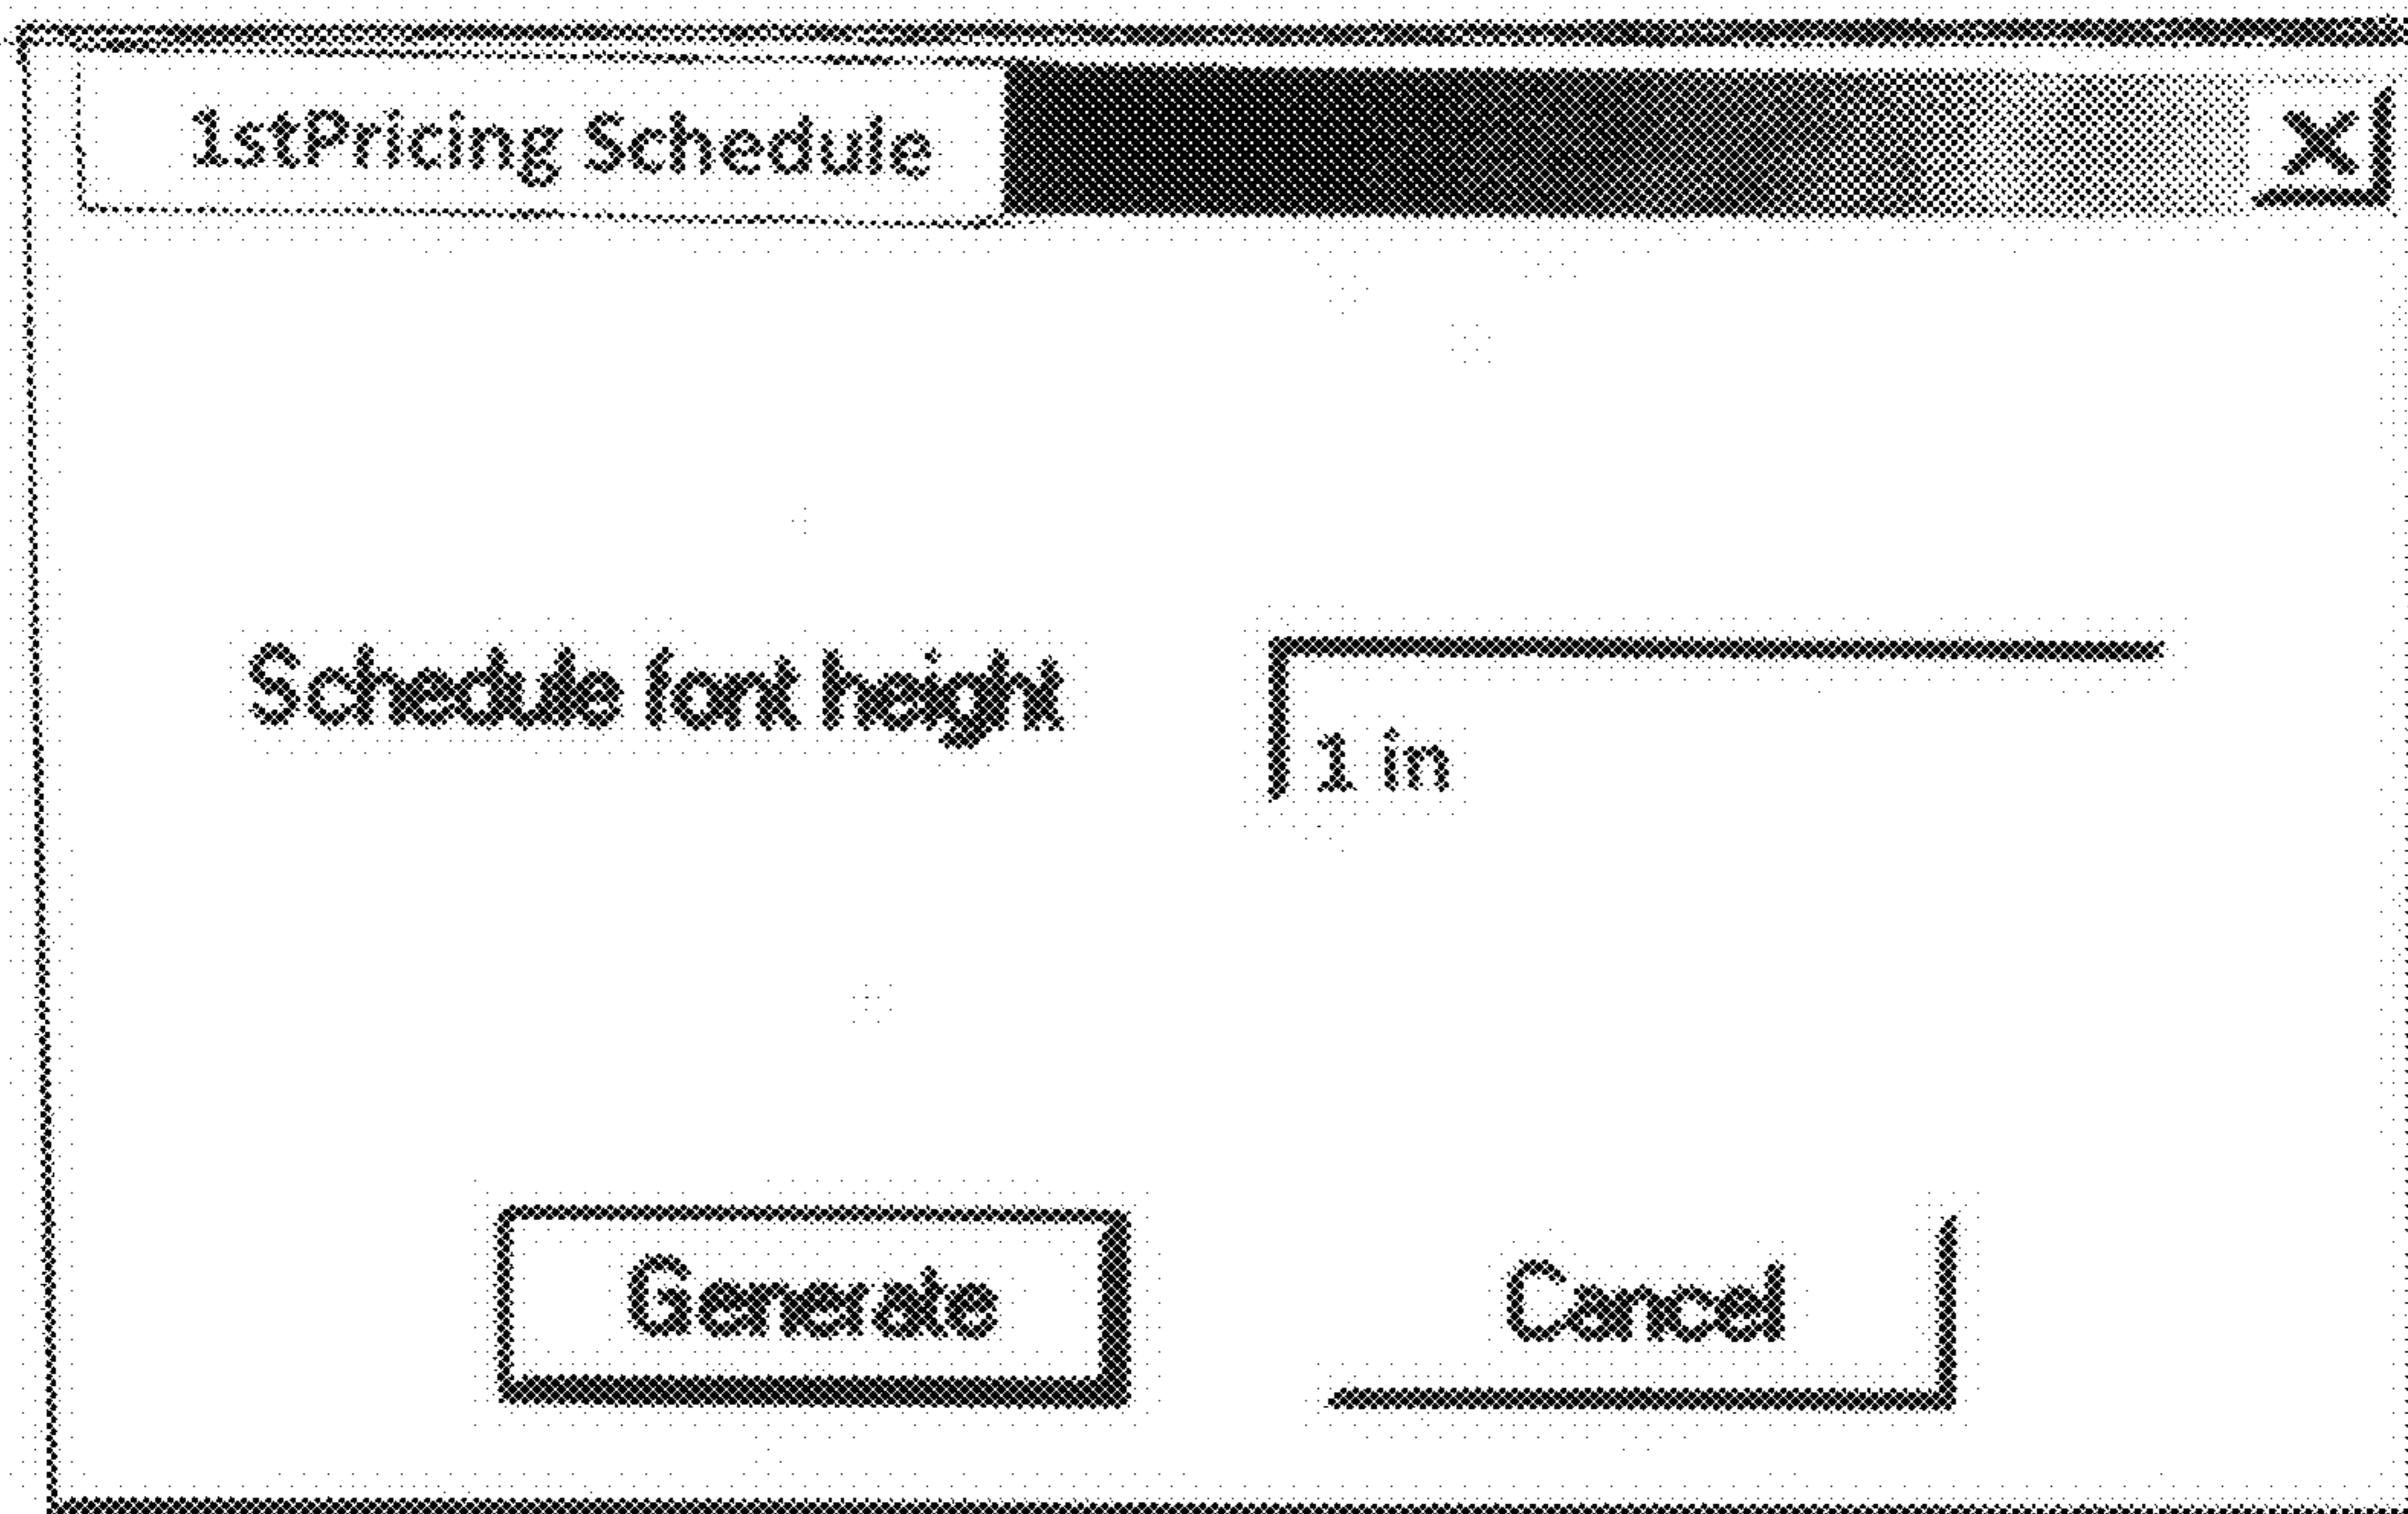 1stPricing Schedule
X
Schedule font height
1 in
Generate
Cancel